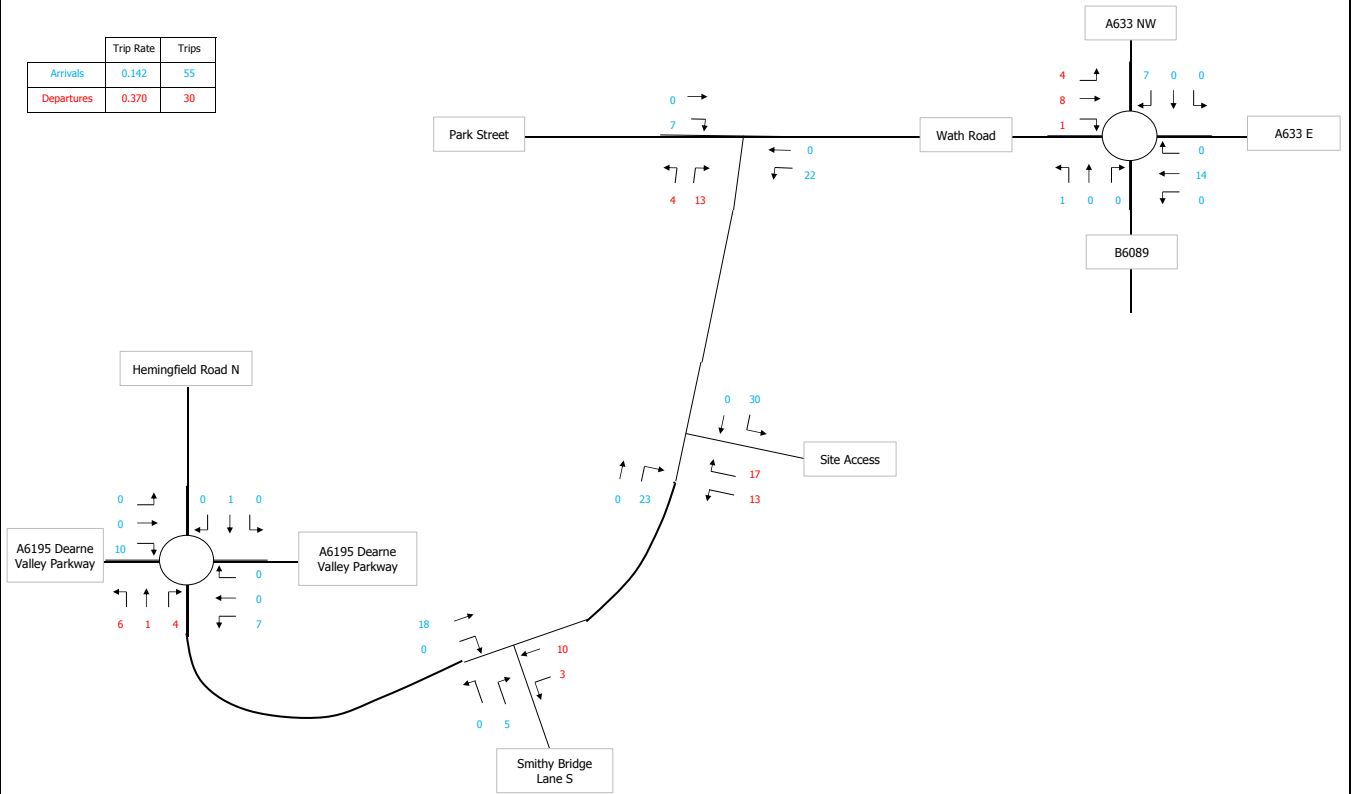 A633 NW
Trip Rate Trips
Arrivals 0.142 55
Departures 0.370 30
4 7 0 0
8
1
0
7
Park Street
Wath Road
A633 E
0
22
4 13
0
14
1 0 0 0
B6089
Hemingfield Road N
0 30
Site Access
17
0 23 13
0 0 1 0
0
10
A6195 Dearne
Valley Parkway
A6195 Dearne
Valley Parkway
0
0
6 1 4 7
18
0
10
3
0 5
Smithy Bridge
Lane S